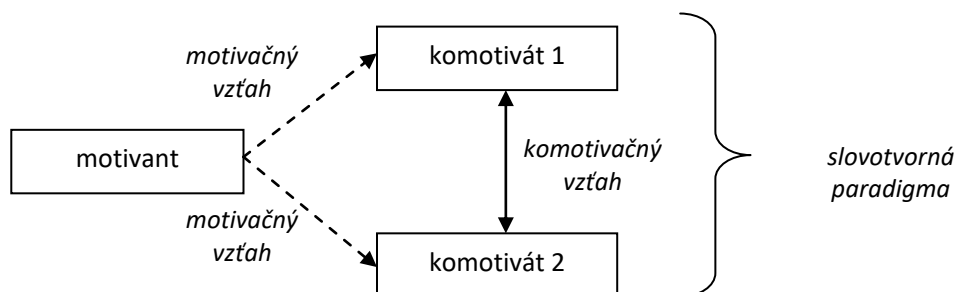 komotivát 1
motivačný
vzťah
motivant
komotivačný
vzťah
slovotvorná
paradigma
motivačný
vzťah
komotivát 2